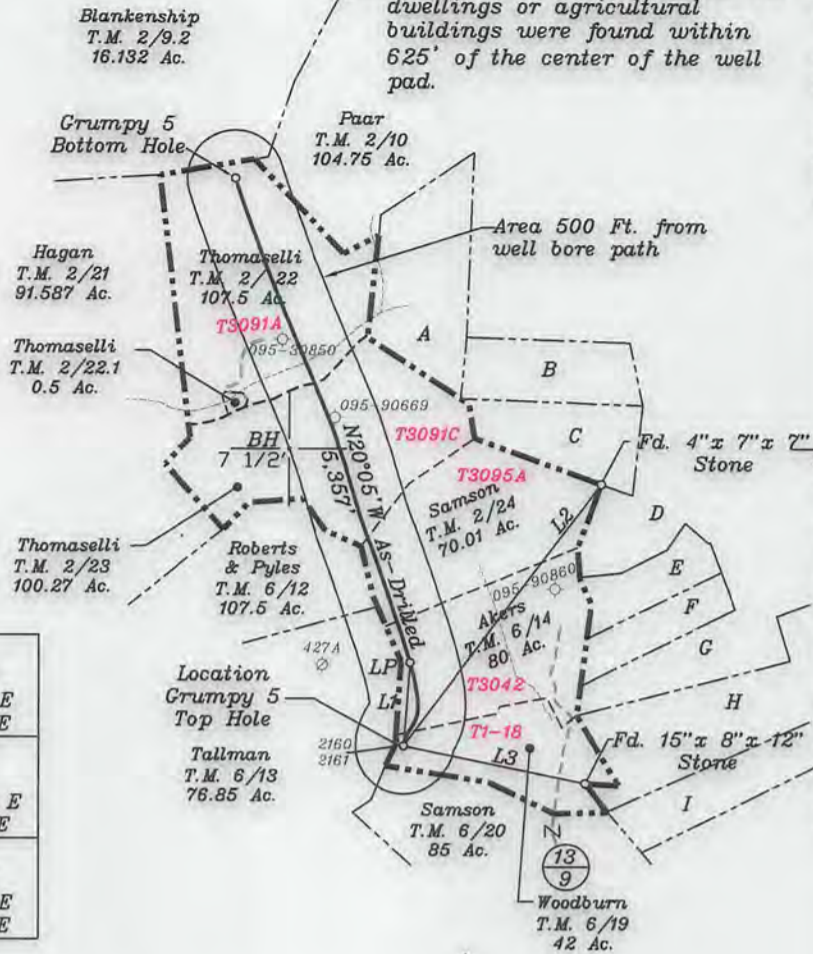 dwellings or agricultural
buildings were found within
625' of the center of the well
pad.
Blankenship
T.M. 2/9.2
16.132 Ac.
Grumpy 5
Bottom Hole
Paar
T.M. 2/10
104.75 Ac.
Area 500 Ft. from
well bore path
Hagan
T.M. 2/21
91.587 Ac.
Thomaselli
T.M. 2/22
107.5 Ac.
T3091A
095-30850
Thomaselli
T.M. 2/22.1
0.5 Ac.
A
B
C
095-90669
BH
7 1/2'
N20°05'W As-Drilled
5,357'
T3091C
T3095A
Fd. 4"x 7"x 7"
Stone
Samson
T.M. 2/24
70.01 Ac.
L2
D
E
F
G
H
I
Thomaselli
T.M. 2/23
100.27 Ac.
Roberts
& Pyles
T.M. 6/12
107.5 Ac.
095-90860
Akers
T.M. 6/14
80 Ac.
427A
LP
L1
Location
Grumpy 5
Top Hole
T3042
T1-18
2160
2161
L3
Fd. 15"x 8"x 12"
Stone
Tallman
T.M. 6/13
76.85 Ac.
Samson
T.M. 6/20
85 Ac.
N
13
9
Woodburn
T.M. 6/19
42 Ac.
E
E
E
E
E
E